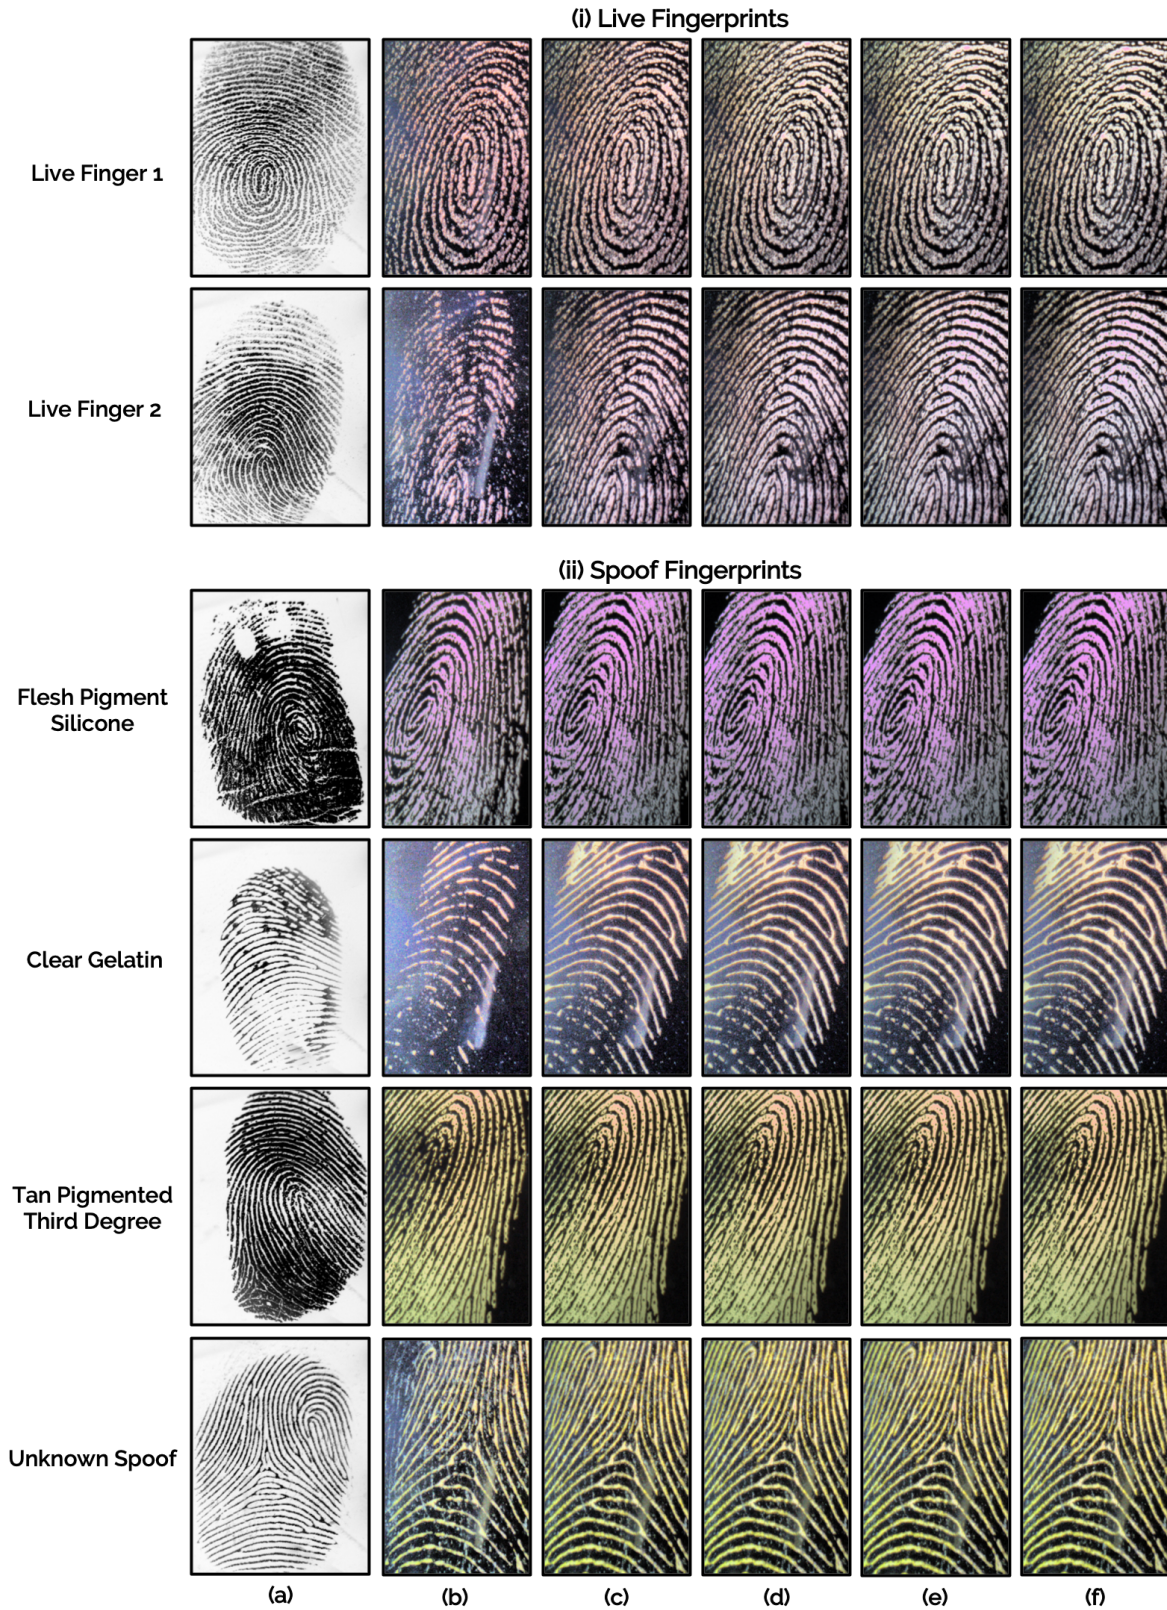 (i) Live Fingerprints
Live Finger 1
Live Finger 2
(ii) Spoof Fingerprints
Flesh Pigment
Silicone
Clear Gelatin
Tan Pigmented
Third Degree
Unknown Spoof
(a)
(b)
(c)
(d)
(e)
(f)